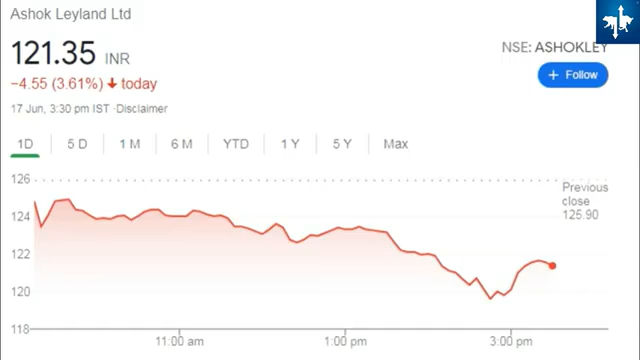 Ashok Leyland Ltd
121.35 INR
NSE: ASHOKLEY
−4.55 (3.61%) ↓ today
+ Follow
17 Jun, 3:30 pm IST · Disclaimer
1D 5 D 1 M 6 M YTD 1 Y 5 Y Max
126
Previous
close
125.90
124
122
120
118
11:00 am 1:00 pm 3:00 pm